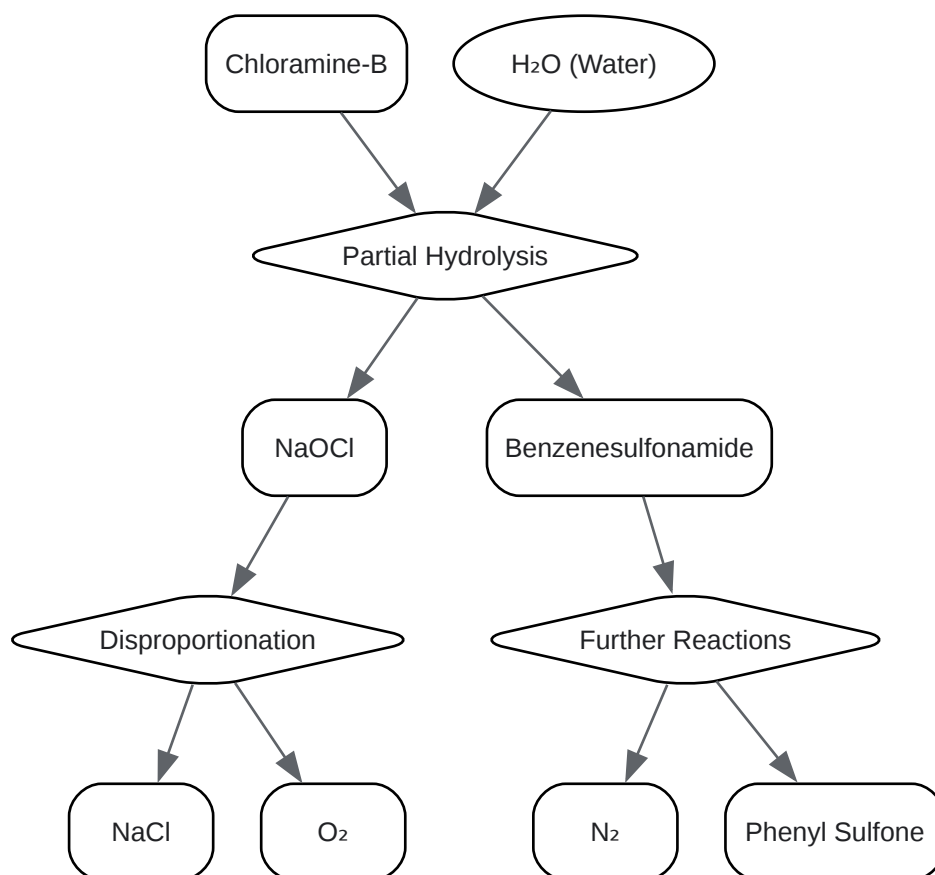 Chloramine-B
H₂O (Water)
Partial Hydrolysis
NaOCl
Benzenesulfonamide
Disproportionation
Further Reactions
NaCl
O₂
N₂
Phenyl Sulfone